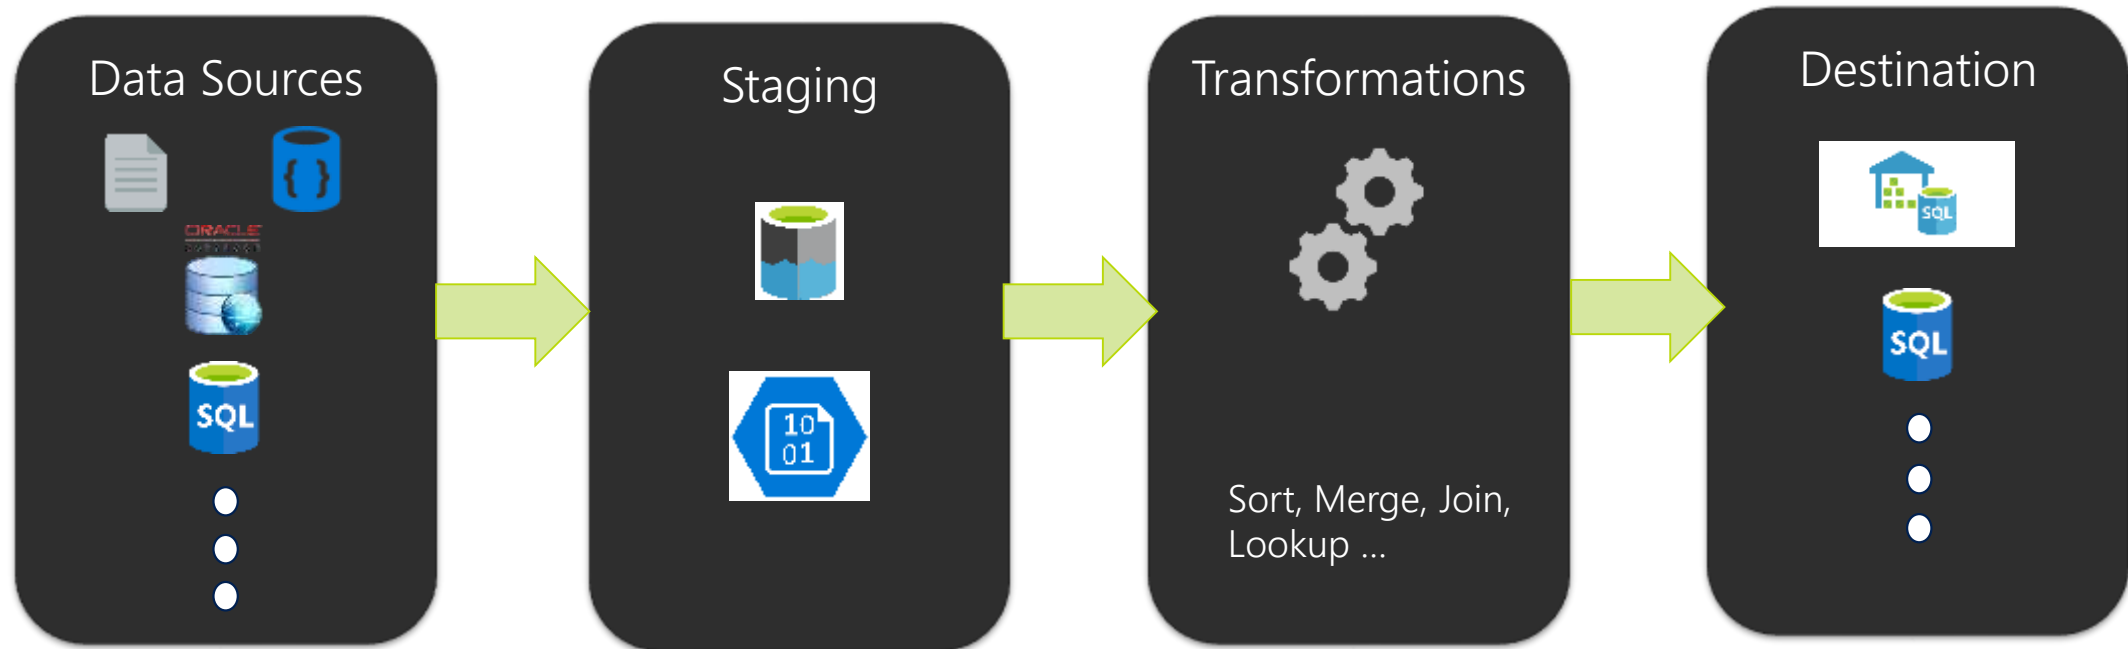 Data Sources
{ }
ORACLE
SQL
Staging
10
01
Transformations
Sort, Merge, Join,
Lookup ...
Destination
SQL
SQL